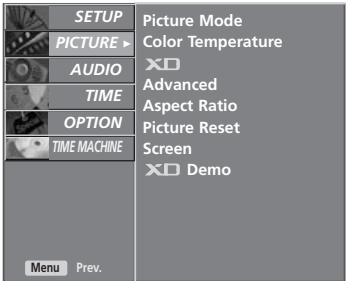 SETUP
PICTURE ►
AUDIO
TIME
OPTION
TIME MACHINE
Menu Prev.
Picture Mode
Color Temperature
XD
Advanced
Aspect Ratio
Picture Reset
Screen
XD Demo